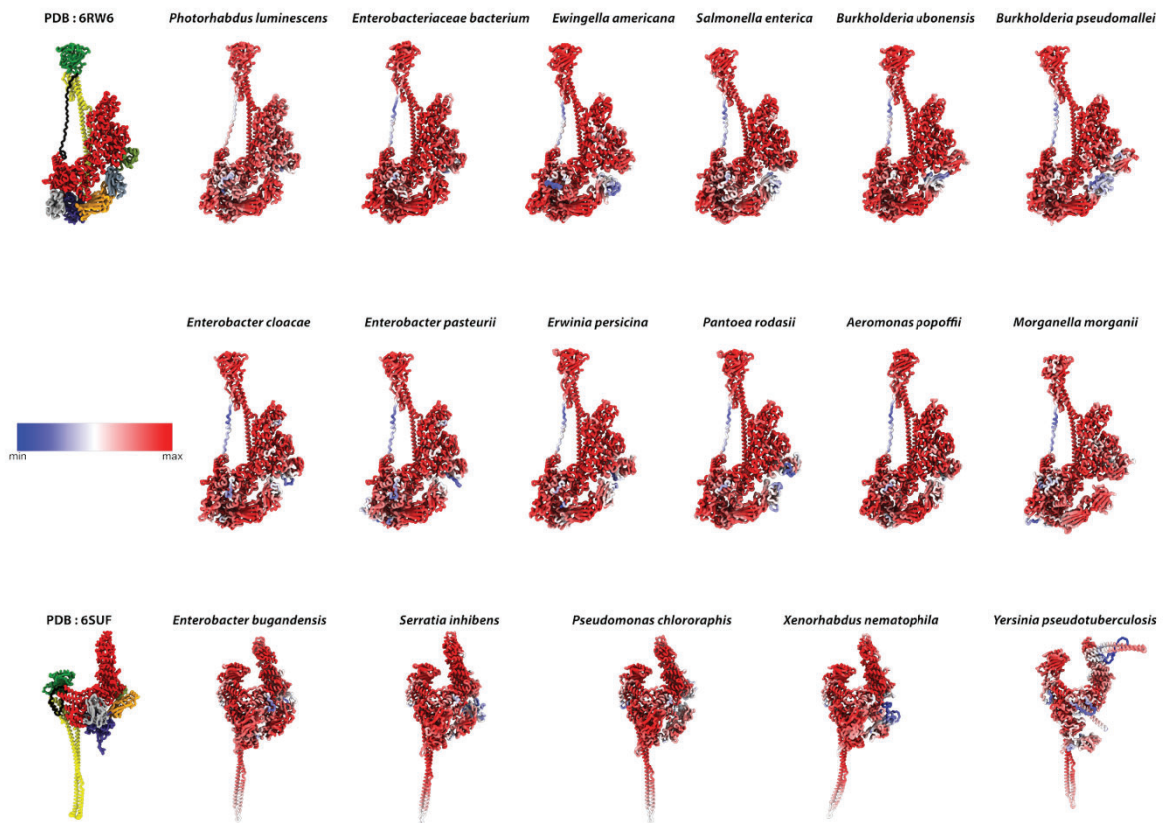 PDB : 6RW6 Photorhabdus luminescens Enterobacteriaceae bacterium Ewingella americana Salmonella enterica Burkholderia ubonensis Burkholderia pseudomallei
Enterobacter cloacae Enterobacter pasteurii Erwinia persicina Pantoea rodasii Aeromonas popoffii Morganella morganii
min max
PDB : 6SUF Enterobacter bugandensis Serratia inhibens Pseudomonas chlororaphis Xenorhabdus nematophila Yersinia pseudotuberculosis